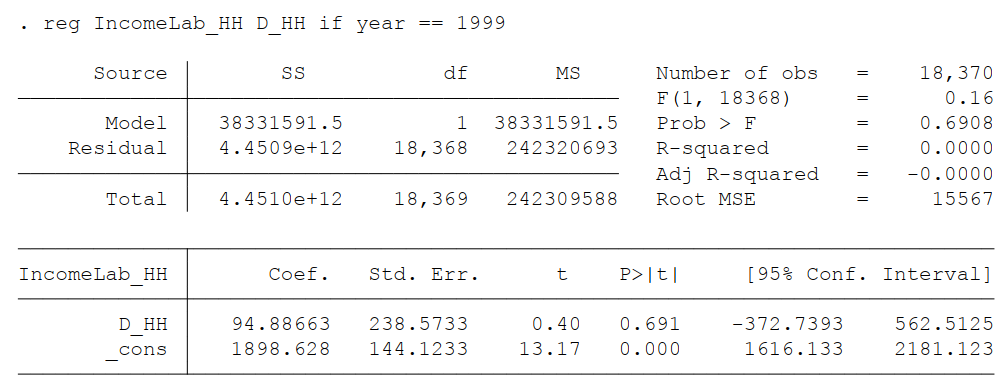 . reg IncomeLab_HH D_HH if year == 1999
Source SS df MS Number of obs = 18,370
F(1, 18368) = 0.16
Model 38331591.5 1 38331591.5 Prob > F = 0.6908
Residual 4.4509e+12 18,368 242320693 R-squared = 0.0000
Adj R-squared = -0.0000
Total 4.4510e+12 18,369 242309588 Root MSE = 15567
IncomeLab_HH Coef. Std. Err. t P>|t| [95% Conf. Interval]
D_HH 94.88663 238.5733 0.40 0.691 -372.7393 562.5125
_cons 1898.628 144.1233 13.17 0.000 1616.133 2181.123